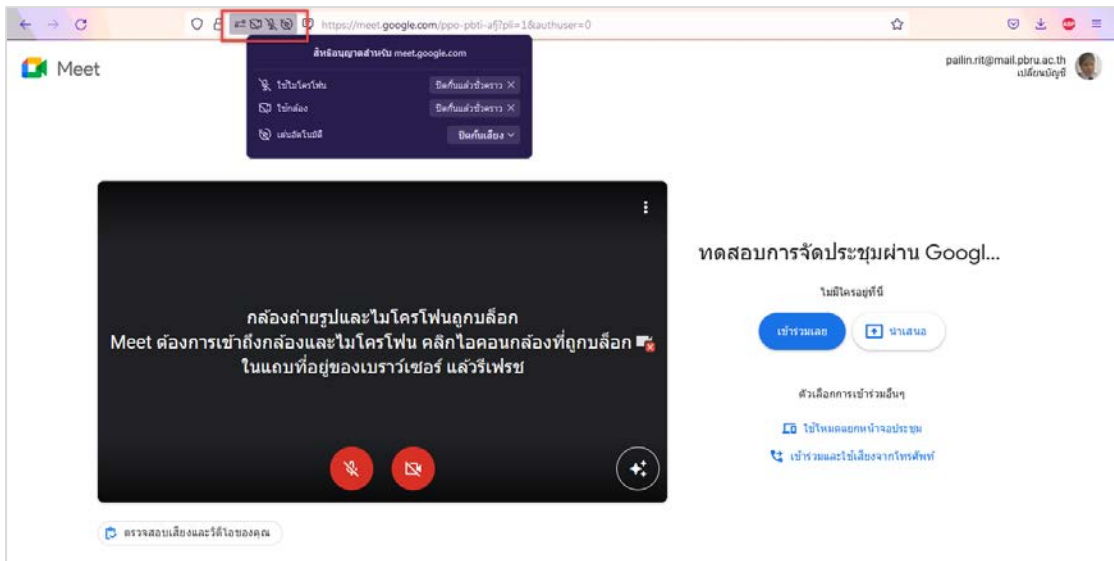 https://meet.google.com/ppo-pbti-afj?pli=1&authuser=0
ABP
Meet
pailin.rit@mail.pbru.ac.th
เปลี่ยนบัญชี
สิทธิอนุญาตสำหรับ meet.google.com
ใช้ไมโครโฟน
ปิดกั้นแล้วชั่วคราว
ใช้กล้อง
ปิดกั้นแล้วชั่วคราว
เล่นอัตโนมัติ
ปิดกั้นเสียง
กล้องถ่ายรูปและไมโครโฟนถูกบล็อก
Meet ต้องการเข้าถึงกล้องและไมโครโฟน คลิกไอคอนกล้องที่ถูกบล็อก
ในแถบที่อยู่ของเบราว์เซอร์ แล้วรีเฟรช
ทดสอบการจัดประชุมผ่าน Googl...
ไม่มีใครอยู่ที่นี่
เข้าร่วมเลย
นำเสนอ
ตัวเลือกการเข้าร่วมอื่นๆ
ใช้โหมดแยกหน้าจอประชุม
เข้าร่วมและใช้เสียงจากโทรศัพท์
ตรวจสอบเสียงและวิดีโอของคุณ